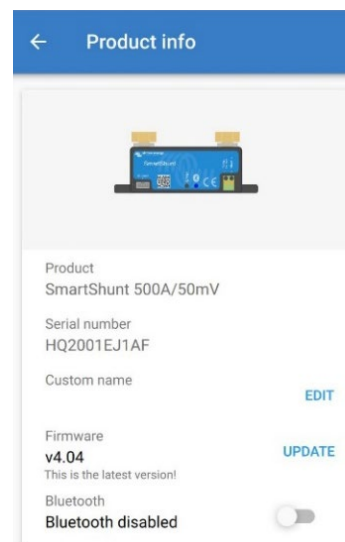 Product info
SmartShunt
Product
SmartShunt 500A/50mV
Serial number
HQ2001EJ1AF
Custom name
EDIT
Firmware
v4.04
UPDATE
This is the latest version!
Bluetooth
Bluetooth disabled